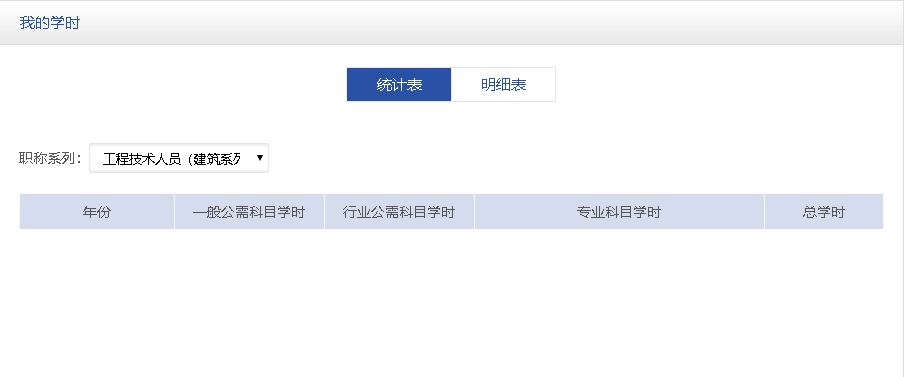 我的学时
统计表 明细表
职称系列： 工程技术人员（建筑系列
年份 一般公需科目学时 行业公需科目学时 专业科目学时 总学时